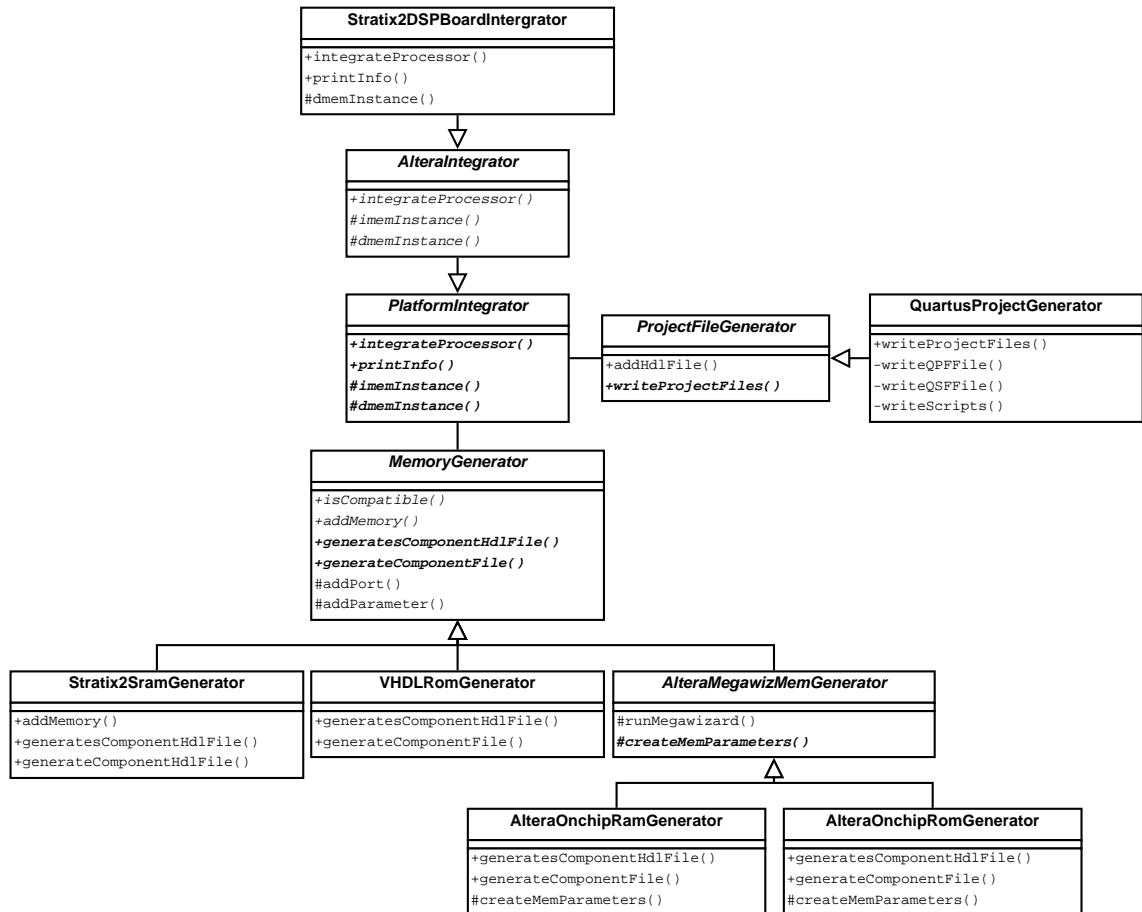 Stratix2DSPBoardIntergrator
+integrateProcessor()
+printInfo()
#dmemInstance()
AlteraIntegrator
+integrateProcessor()
#imemInstance()
#dmemInstance()
PlatformIntegrator
+integrateProcessor()
+printInfo()
#imemInstance()
#dmemInstance()
ProjectFileGenerator
+addHdlFile()
+writeProjectFiles()
QuartusProjectGenerator
+writeProjectFiles()
-writeQPFFile()
-writeQSFFile()
-writeScripts()
MemoryGenerator
+isCompatible()
+addMemory()
+generatesComponentHdlFile()
+generateComponentFile()
#addPort()
#addParameter()
Stratix2SramGenerator
+addMemory()
+generatesComponentHdlFile()
+generateComponentHdlFile()
VHDLRomGenerator
+generatesComponentHdlFile()
+generateComponentFile()
AlteraMegawizMemGenerator
#runMegawizard()
#createMemParameters()
AlteraOnchipRamGenerator
+generatesComponentHdlFile()
+generateComponentFile()
#createMemParameters()
AlteraOnchipRomGenerator
+generatesComponentHdlFile()
+generateComponentFile()
#createMemParameters()